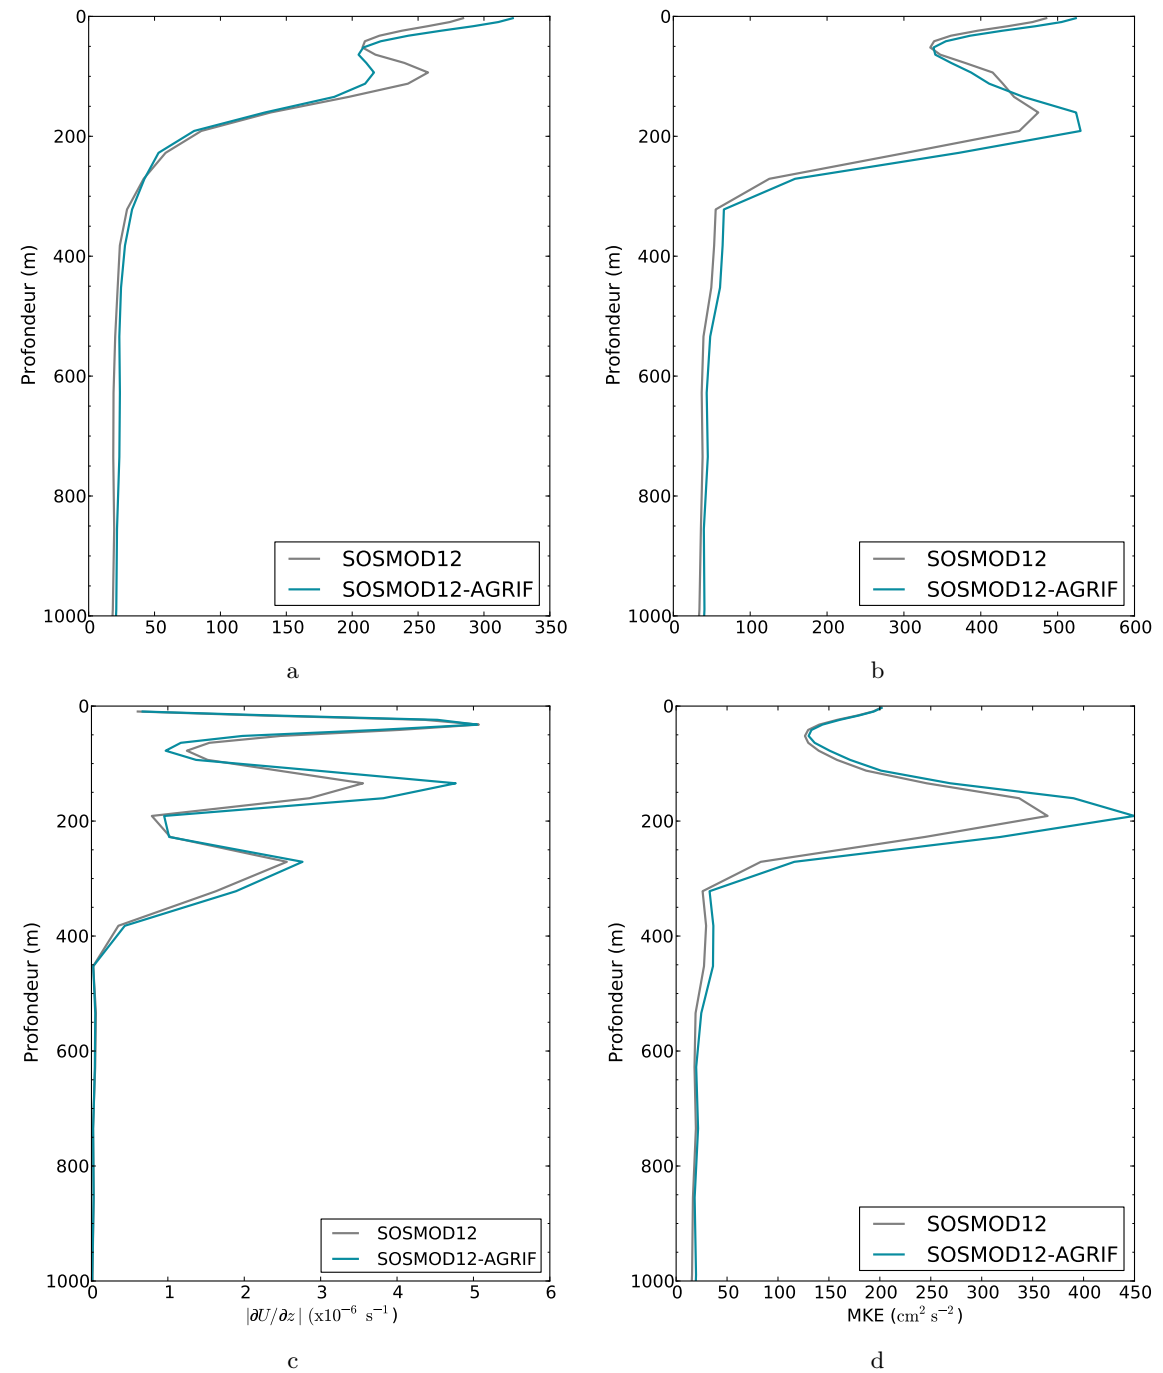 0
200
400
600
800
1000
Profondeur (m)
SOSMOD12
SOSMOD12-AGRIF
0 50 100 150 200 250 300 350
a
0
200
400
600
800
1000
Profondeur (m)
SOSMOD12
SOSMOD12-AGRIF
0 100 200 300 400 500 600
b
0
200
400
600
800
1000
Profondeur (m)
SOSMOD12
SOSMOD12-AGRIF
0 1 2 3 4 5 6
|∂U/∂z| (x10⁻⁶ s⁻¹)
c
0
200
400
600
800
1000
Profondeur (m)
SOSMOD12
SOSMOD12-AGRIF
0 50 100 150 200 250 300 350 400 450
MKE (cm² s⁻²)
d